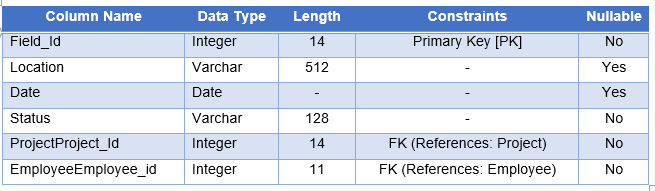 Column Name Data Type Length Constraints Nullable
Field_Id Integer 14 Primary Key [PK] No
Location Varchar 512 - Yes
Date Date - - Yes
Status Varchar 128 - No
ProjectProject_Id Integer 14 FK (References: Project) No
EmployeeEmployee_id Integer 11 FK (References: Employee) No